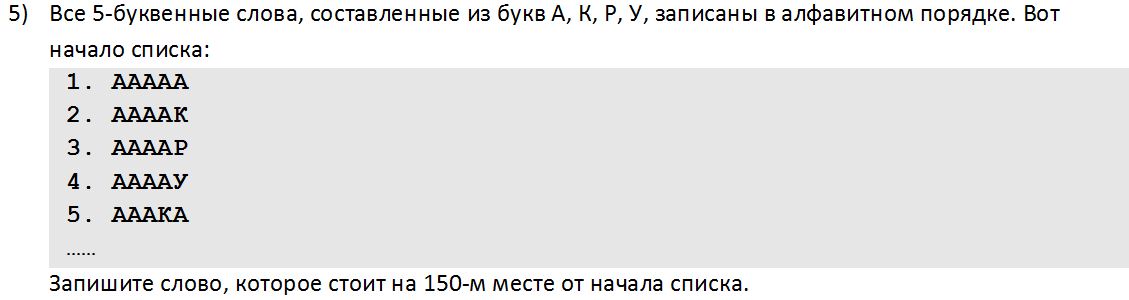 5) Все 5-буквенные слова, составленные из букв А, К, Р, У, записаны в алфавитном порядке. Вот
начало списка:
1. ААААА
2. ААААК
3. ААААР
4. ААААУ
5. АААКА
……
Запишите слово, которое стоит на 150-м месте от начала списка.